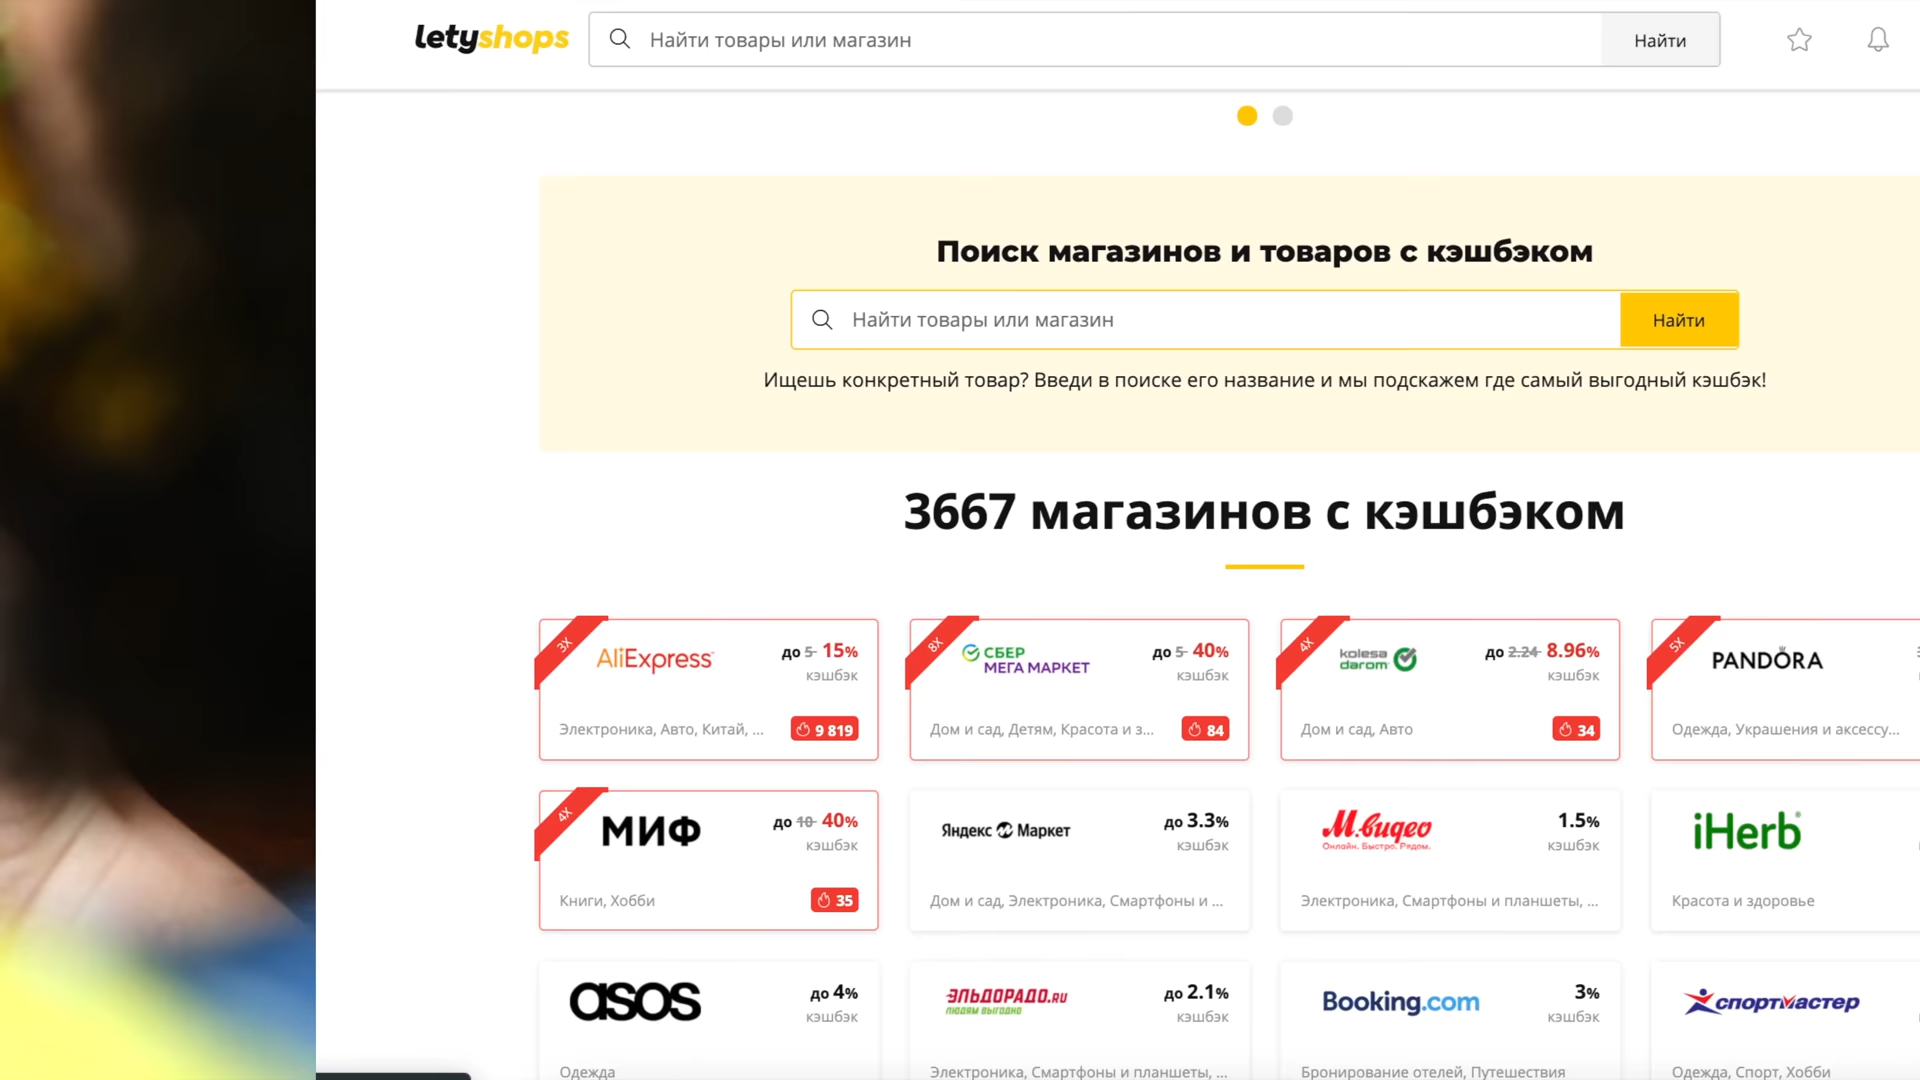 letyshops
Найти товары или магазин
Найти
Поиск магазинов и товаров с кэшбэком
Найти товары или магазин
Найти
Ищешь конкретный товар? Введи в поиске его название и мы подскажем где самый выгодный кэшбэк!
3667 магазинов с кэшбэком
3X
AliExpress
до 5 15%
кэшбэк
Электроника, Авто, Китай, ...
9 819
8X
СБЕР
МЕГА МАРКЕТ
до 5 40%
кэшбэк
Дом и сад, Детям, Красота и з...
84
4X
kolesa
darom
до 2.24 8.96%
кэшбэк
Дом и сад, Авто
34
5X
PANDORA
Одежда, Украшения и аксессу...
4X
МИФ
до 10 40%
кэшбэк
Книги, Хобби
35
Яндекс Маркет
до 3.3%
кэшбэк
Дом и сад, Электроника, Смартфоны и ...
М.видео
Онлайн. Быстро. Рядом.
1.5%
кэшбэк
Электроника, Смартфоны и планшеты, ...
iHerb
Красота и здоровье
asos
до 4%
кэшбэк
Одежда
ЭЛЬДОРАДО.RU
ЛЮДЯМ ВЫГОДНО
до 2.1%
кэшбэк
Электроника, Смартфоны и планшеты, ...
Booking.com
3%
кэшбэк
Бронирование отелей, Путешествия
СПОРТМАСТЕР
Одежда, Спорт, Хобби